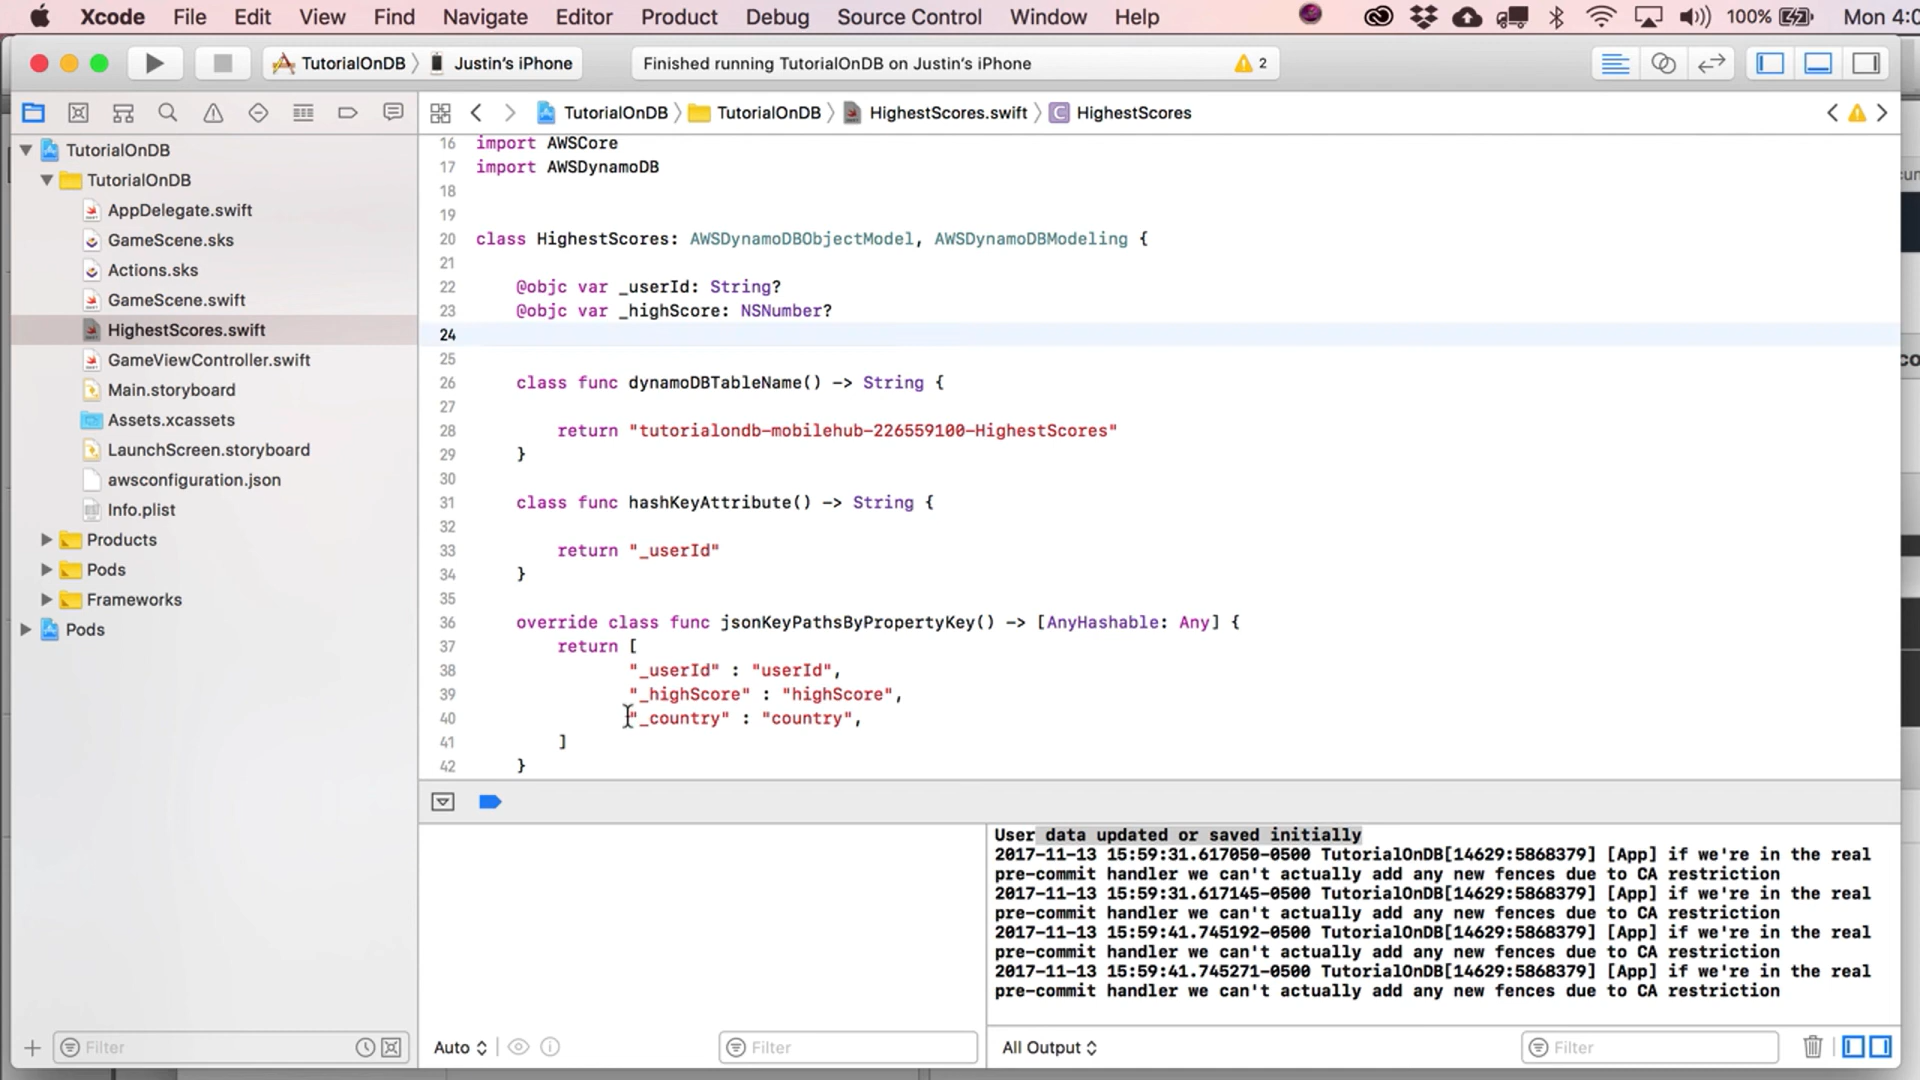 Xcode File Edit View Find Navigate Editor Product Debug Source Control Window Help 100% Mon 4:0
TutorialOnDB Justin's iPhone Finished running TutorialOnDB on Justin's iPhone 2
TutorialOnDB TutorialOnDB HighestScores.swift C HighestScores
TutorialOnDB
TutorialOnDB
AppDelegate.swift
GameScene.sks
Actions.sks
GameScene.swift
HighestScores.swift
GameViewController.swift
Main.storyboard
Assets.xcassets
LaunchScreen.storyboard
awsconfiguration.json
Info.plist
Products
Pods
Frameworks
Pods
Filter
16 import AWSCore
17 import AWSDynamoDB
18
19
20 class HighestScores: AWSDynamoDBObjectModel, AWSDynamoDBModeling {
21
22 @objc var _userId: String?
23 @objc var _highScore: NSNumber?
24
25
26 class func dynamoDBTableName() -> String {
27
28 return "tutorialondb-mobilehub-226559100-HighestScores"
29 }
30
31 class func hashKeyAttribute() -> String {
32
33 return "_userId"
34 }
35
36 override class func jsonKeyPathsByPropertyKey() -> [AnyHashable: Any] {
37 return [
38 "_userId" : "userId",
39 "_highScore" : "highScore",
40 "_country" : "country",
41 ]
42 }
User data updated or saved initially
2017-11-13 15:59:31.617050-0500 TutorialOnDB[14629:5868379] [App] if we're in the real
pre-commit handler we can't actually add any new fences due to CA restriction
2017-11-13 15:59:31.617145-0500 TutorialOnDB[14629:5868379] [App] if we're in the real
pre-commit handler we can't actually add any new fences due to CA restriction
2017-11-13 15:59:41.745192-0500 TutorialOnDB[14629:5868379] [App] if we're in the real
pre-commit handler we can't actually add any new fences due to CA restriction
2017-11-13 15:59:41.745271-0500 TutorialOnDB[14629:5868379] [App] if we're in the real
pre-commit handler we can't actually add any new fences due to CA restriction
Auto Filter All Output Filter